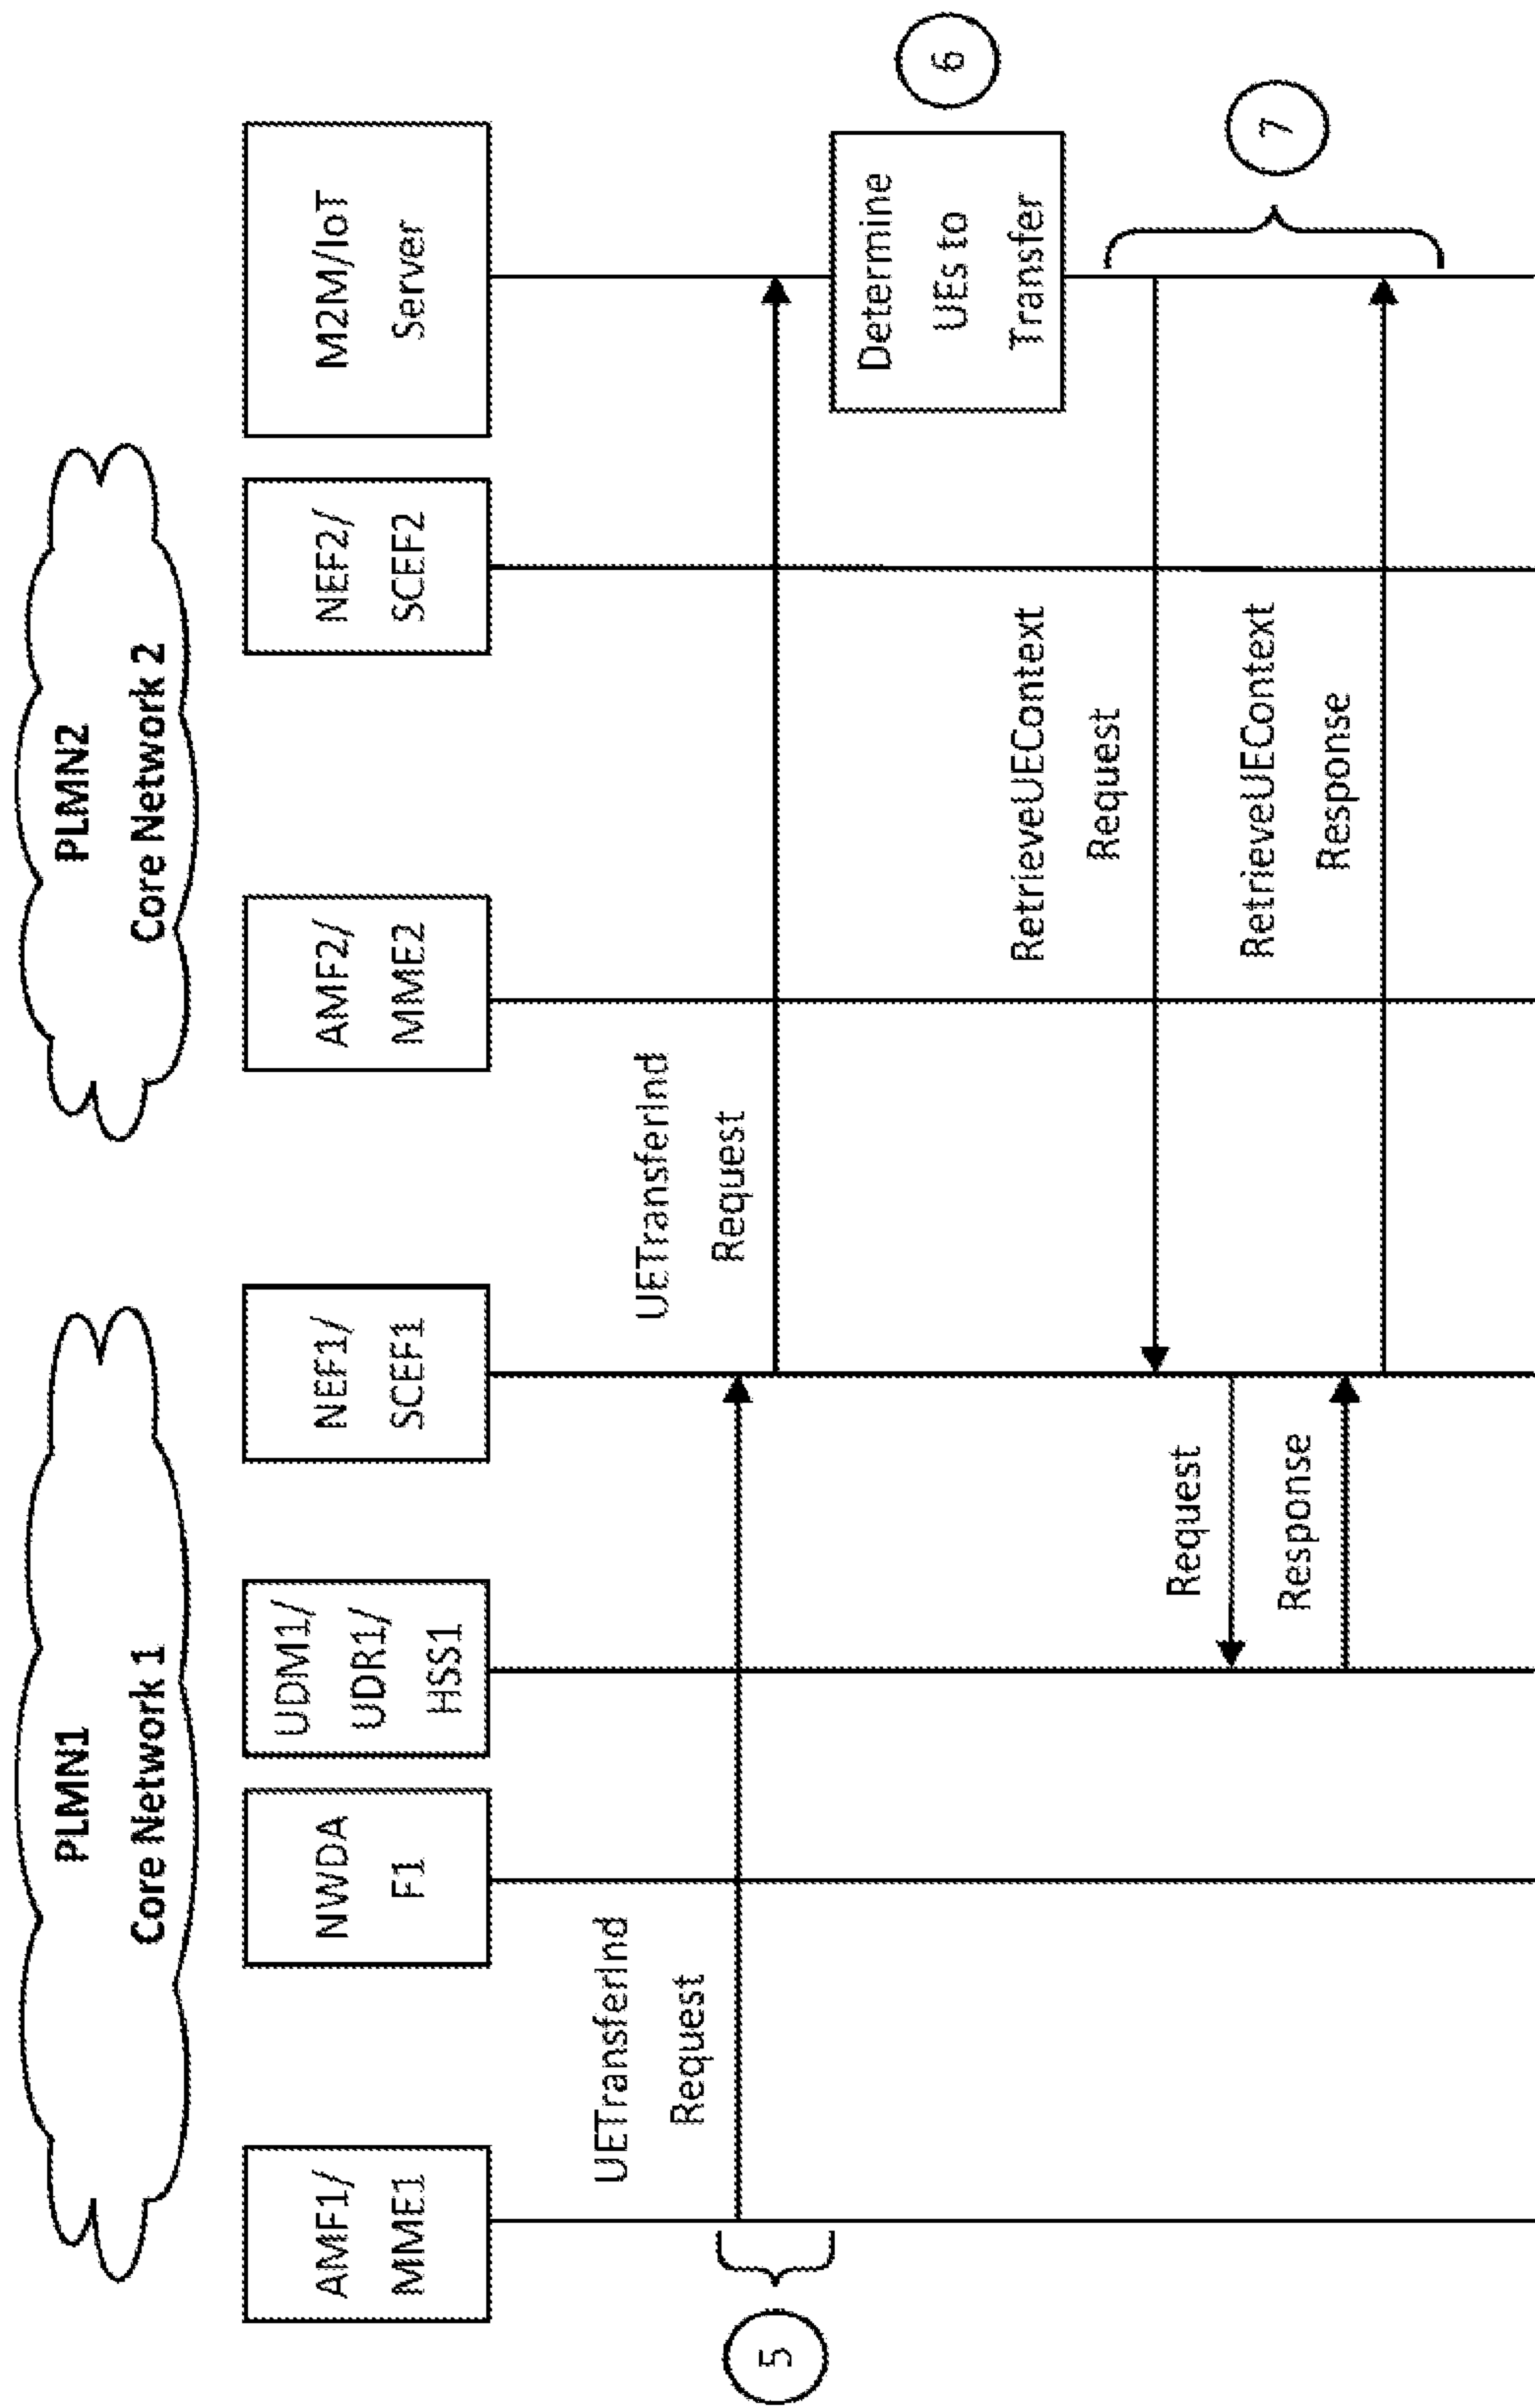 PLMN1
Core Network 1
PLMN2
Core Network 2
AMF1/
MME1
NWDA
F1
UDM1/
UDR1/
HSS1
NEF1/
SCEF1
AMF2/
MME2
NEF2/
SCEF2
M2M/IoT
Server
5
UETransferInd
Request
UETransferInd
Request
Determine
UEs to
Transfer
6
RetrieveUEContext
Request
7
Request
Response
RetrieveUEContext
Response